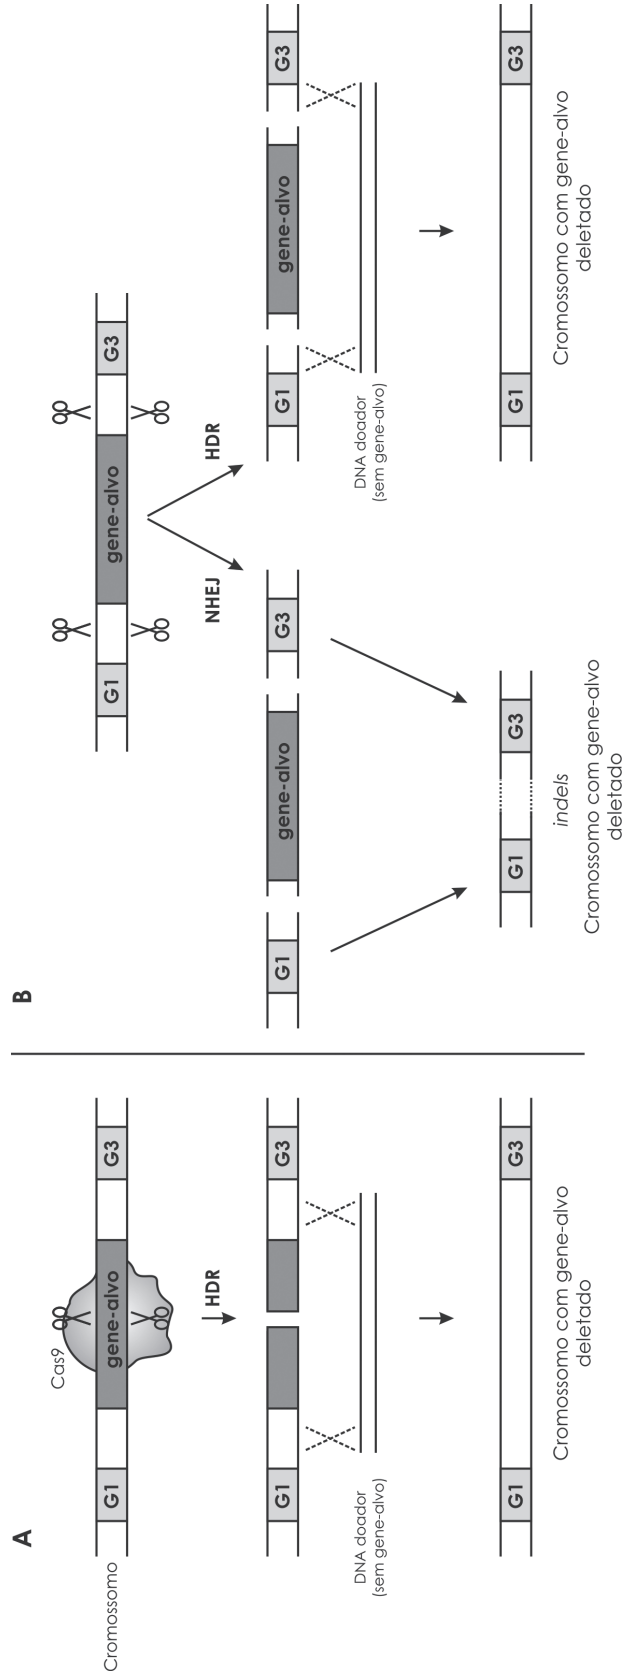 A
Cromossomo
G1
Cas9
gene-alvo
G3
HDR
G1
G3
DNA doador
(sem gene-alvo)
G1
G3
Cromossomo com gene-alvo
deletado
B
G1
gene-alvo
G3
NHEJ
HDR
G1
gene-alvo
G3
G1
G3
indels
Cromossomo com gene-alvo
deletado
G1
gene-alvo
G3
DNA doador
(sem gene-alvo)
G1
G3
Cromossomo com gene-alvo
deletado